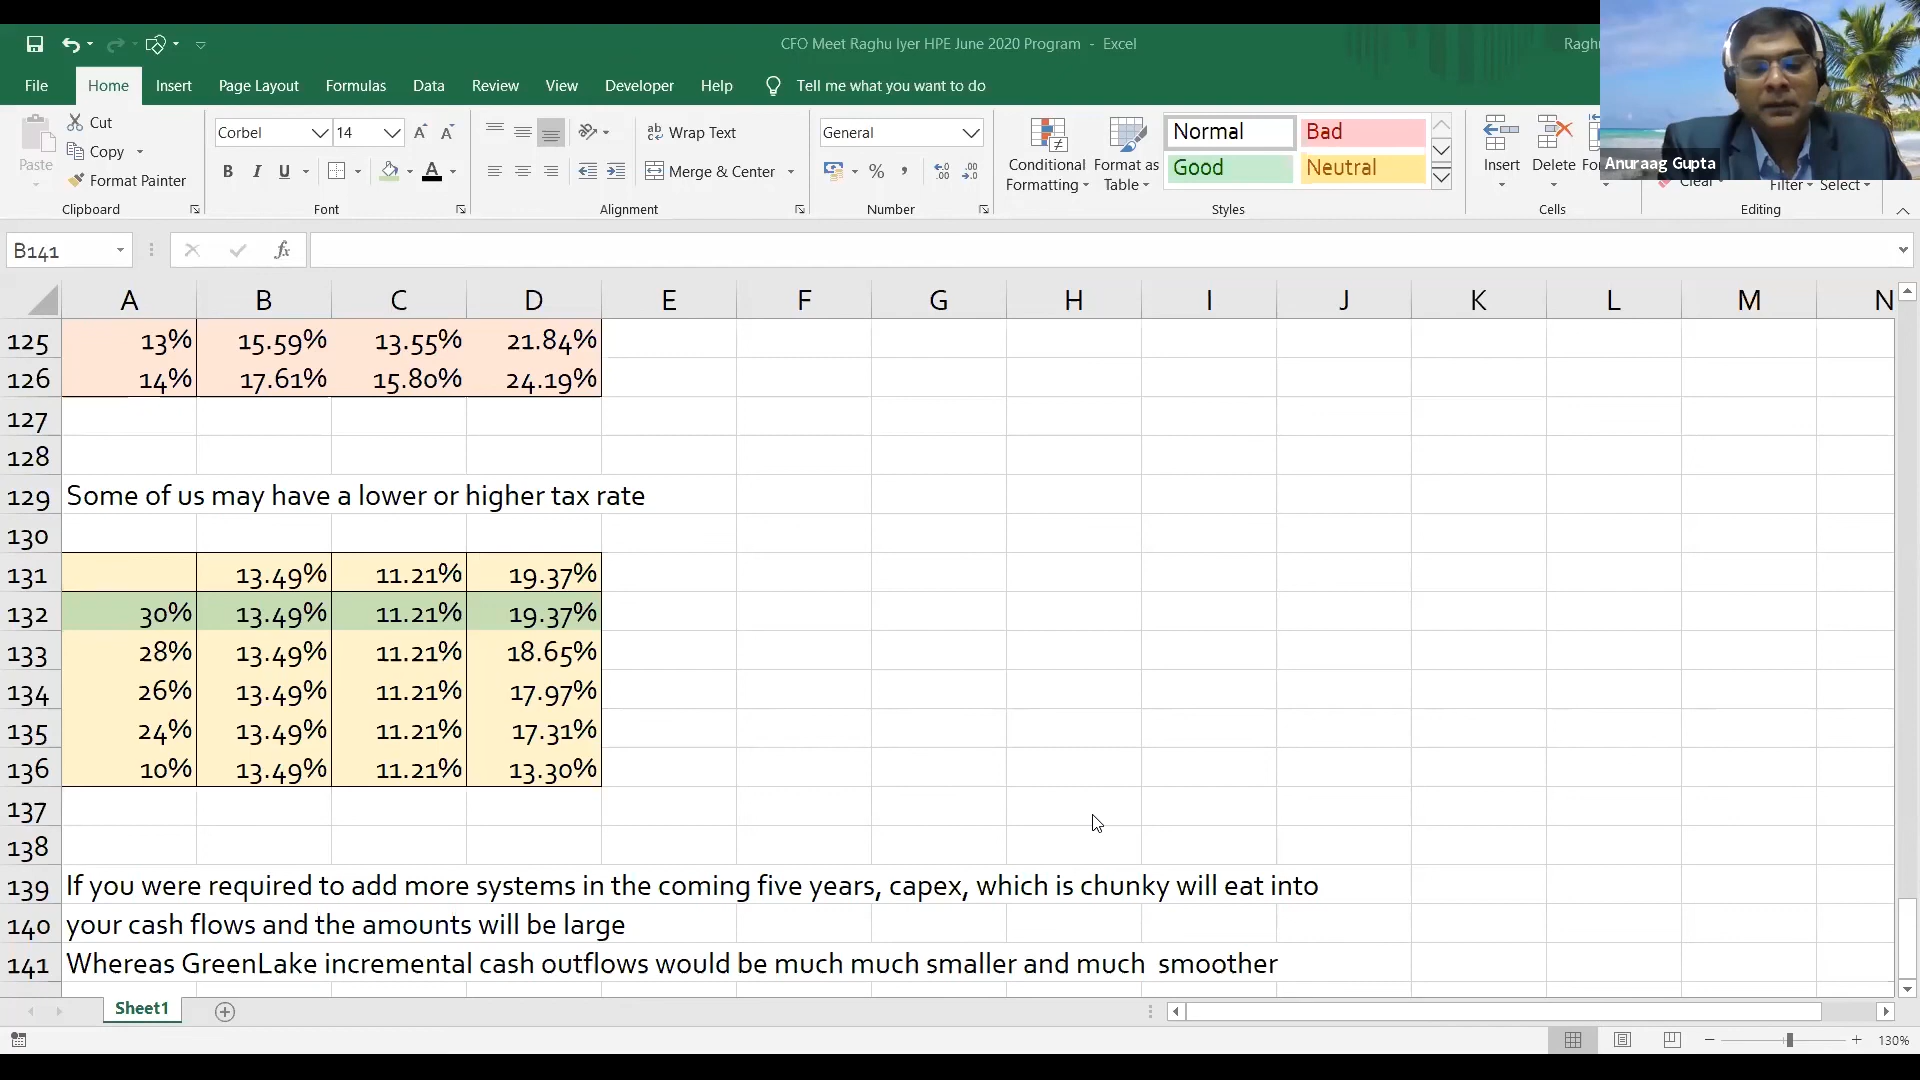 CFO Meet Raghu Iyer HPE June 2020 Program - Excel
Raghu
File Home Insert Page Layout Formulas Data Review View Developer Help Tell me what you want to do
Paste
Cut
Copy
Format Painter
Clipboard
Corbel 14
B I U
Font
Wrap Text
Merge & Center
Alignment
General
Number
Conditional Formatting
Format as Table
Normal Bad
Good Neutral
Styles
Insert Delete
Cells
Clear
Filter Select
Editing
Anuraag Gupta
B141
fx
A B C D E F G H I J K L M N
125 13% 15.59% 13.55% 21.84%
126 14% 17.61% 15.80% 24.19%
127
128
129 Some of us may have a lower or higher tax rate
130
131 13.49% 11.21% 19.37%
132 30% 13.49% 11.21% 19.37%
133 28% 13.49% 11.21% 18.65%
134 26% 13.49% 11.21% 17.97%
135 24% 13.49% 11.21% 17.31%
136 10% 13.49% 11.21% 13.30%
137
138
139 If you were required to add more systems in the coming five years, capex, which is chunky will eat into
140 your cash flows and the amounts will be large
141 Whereas GreenLake incremental cash outflows would be much much smaller and much smoother
Sheet1
130%